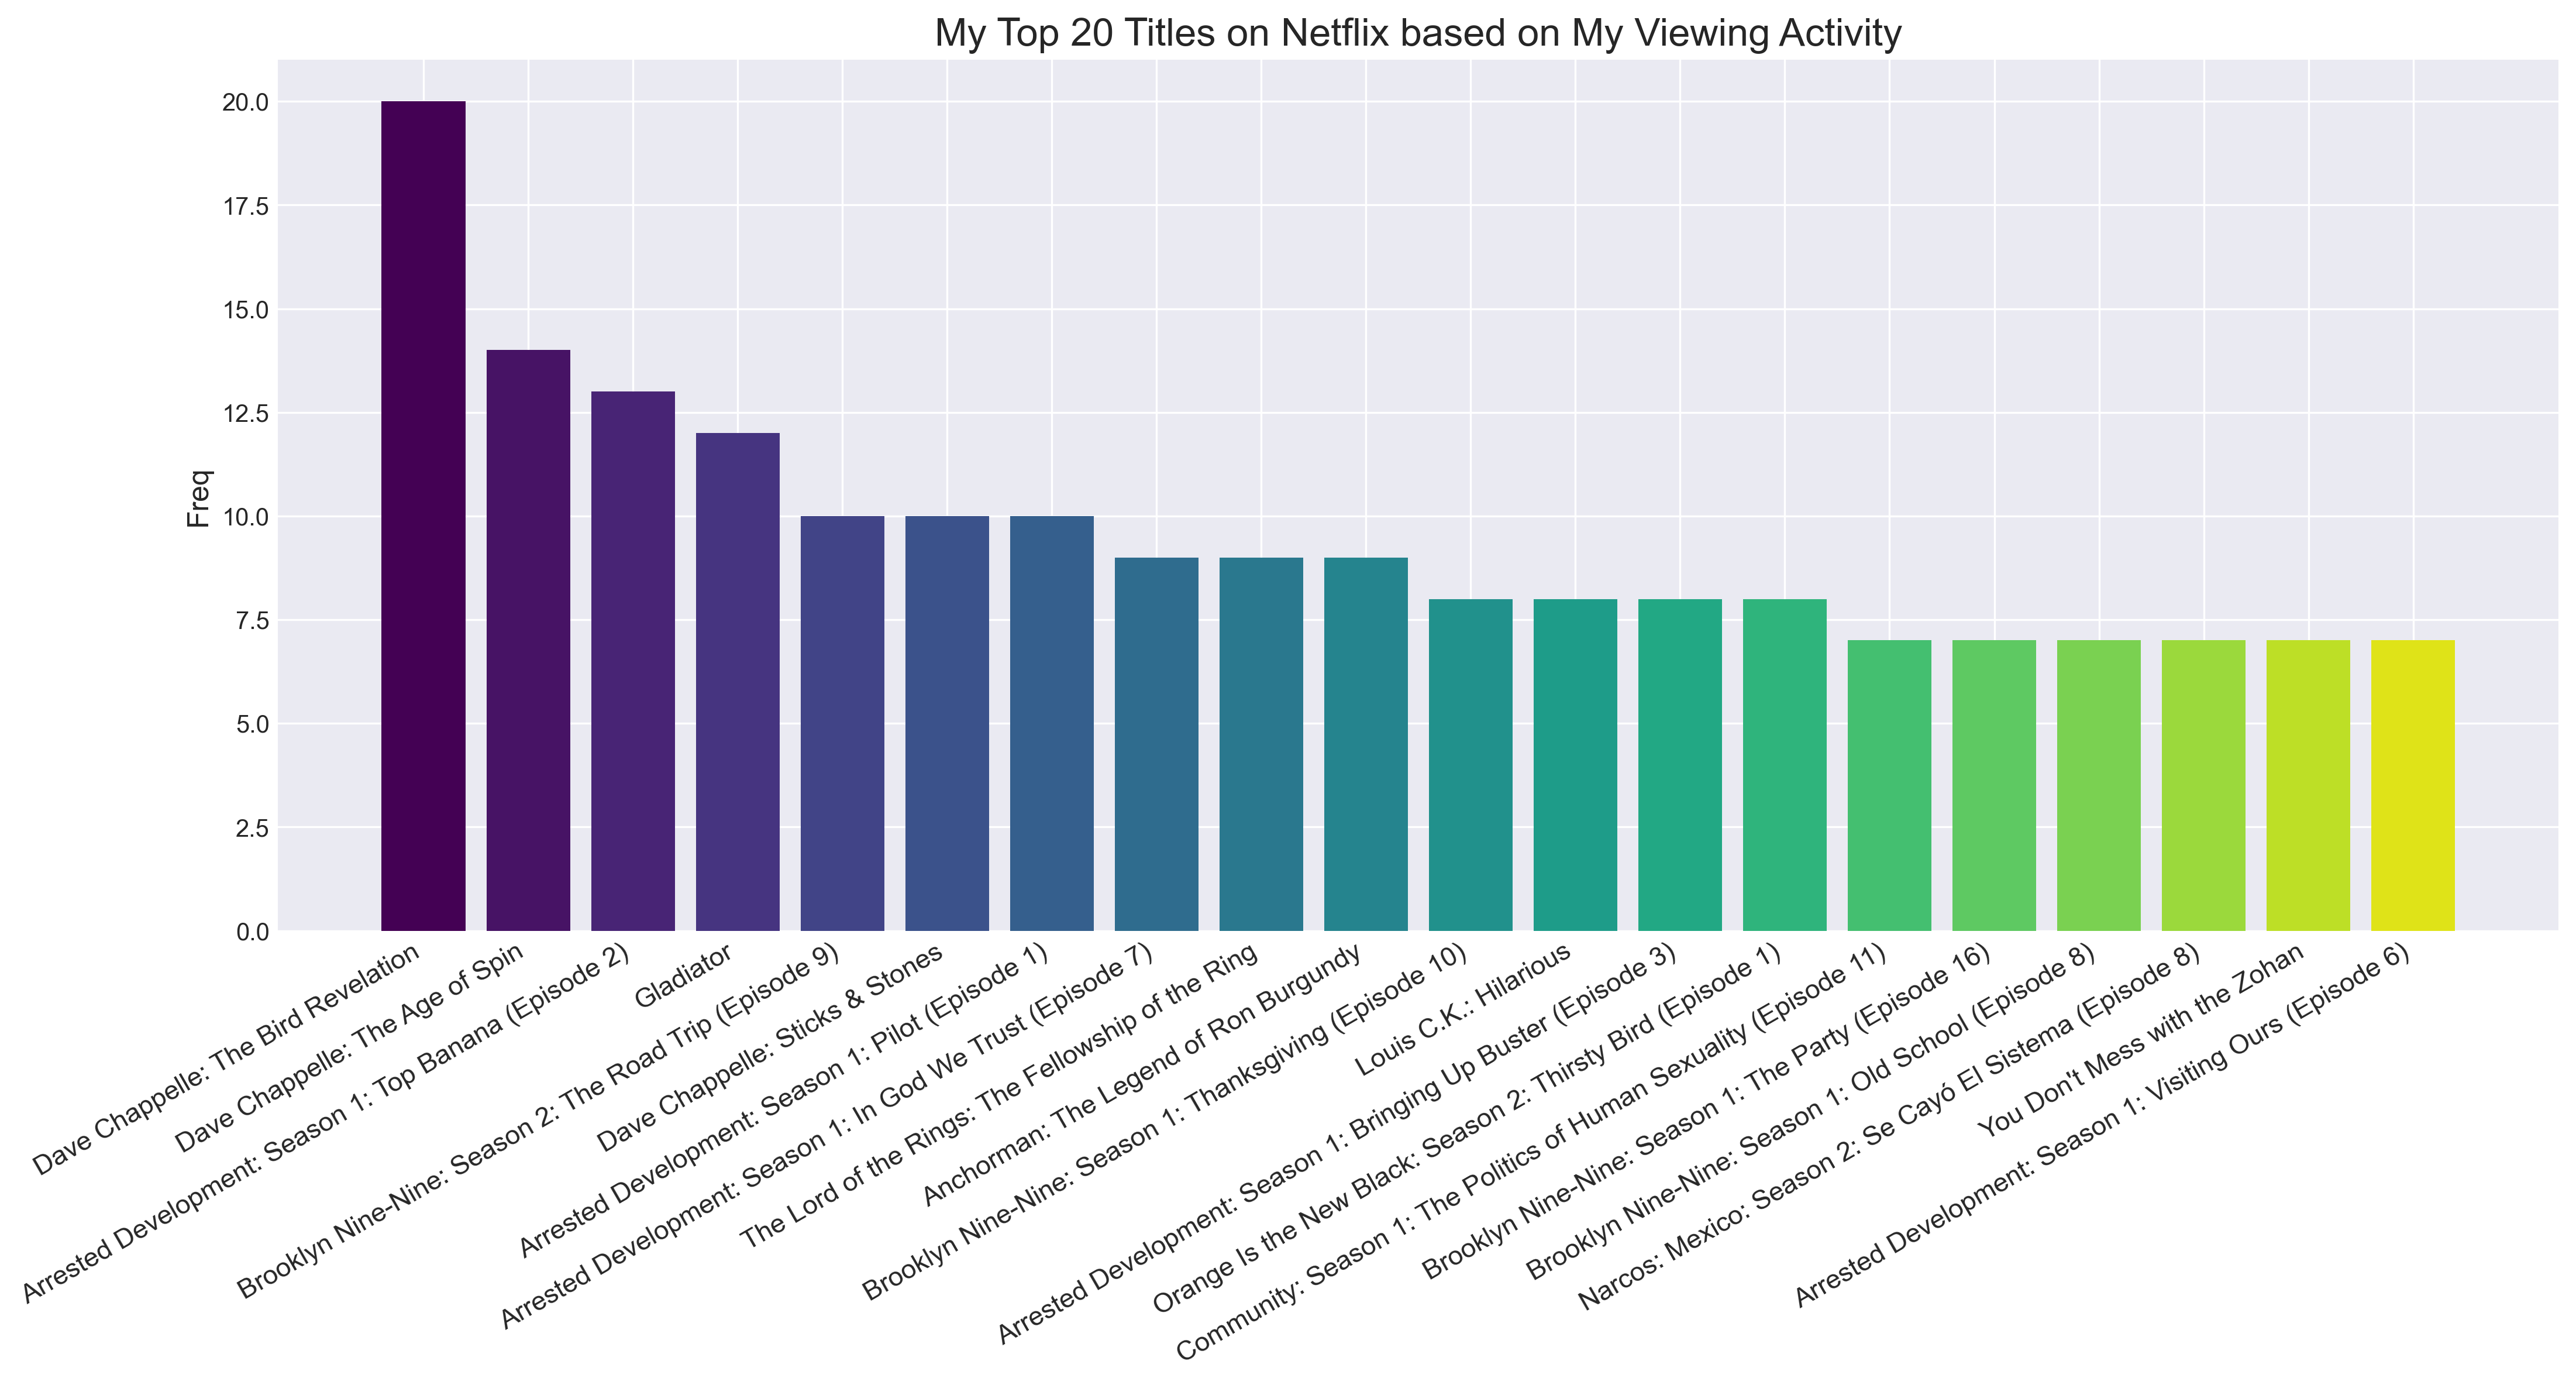 My Top 20 Titles on Netflix based on My Viewing Activity
Freq
20.0
17.5
15.0
12.5
10.0
7.5
5.0
2.5
0.0
Dave Chappelle: The Bird Revelation
Dave Chappelle: The Age of Spin
Arrested Development: Season 1: Top Banana (Episode 2)
Gladiator
Brooklyn Nine-Nine: Season 2: The Road Trip (Episode 9)
Dave Chappelle: Sticks & Stones
Arrested Development: Season 1: Pilot (Episode 1)
Arrested Development: Season 1: In God We Trust (Episode 7)
The Lord of the Rings: The Fellowship of the Ring
Anchorman: The Legend of Ron Burgundy
Brooklyn Nine-Nine: Season 1: Thanksgiving (Episode 10)
Louis C.K.: Hilarious
Arrested Development: Season 1: Bringing Up Buster (Episode 3)
Orange Is the New Black: Season 2: Thirsty Bird (Episode 1)
Community: Season 1: The Politics of Human Sexuality (Episode 11)
Brooklyn Nine-Nine: Season 1: The Party (Episode 16)
Brooklyn Nine-Nine: Season 1: Old School (Episode 8)
Narcos: Mexico: Season 2: Se Cayó El Sistema (Episode 8)
You Don't Mess with the Zohan
Arrested Development: Season 1: Visiting Ours (Episode 6)